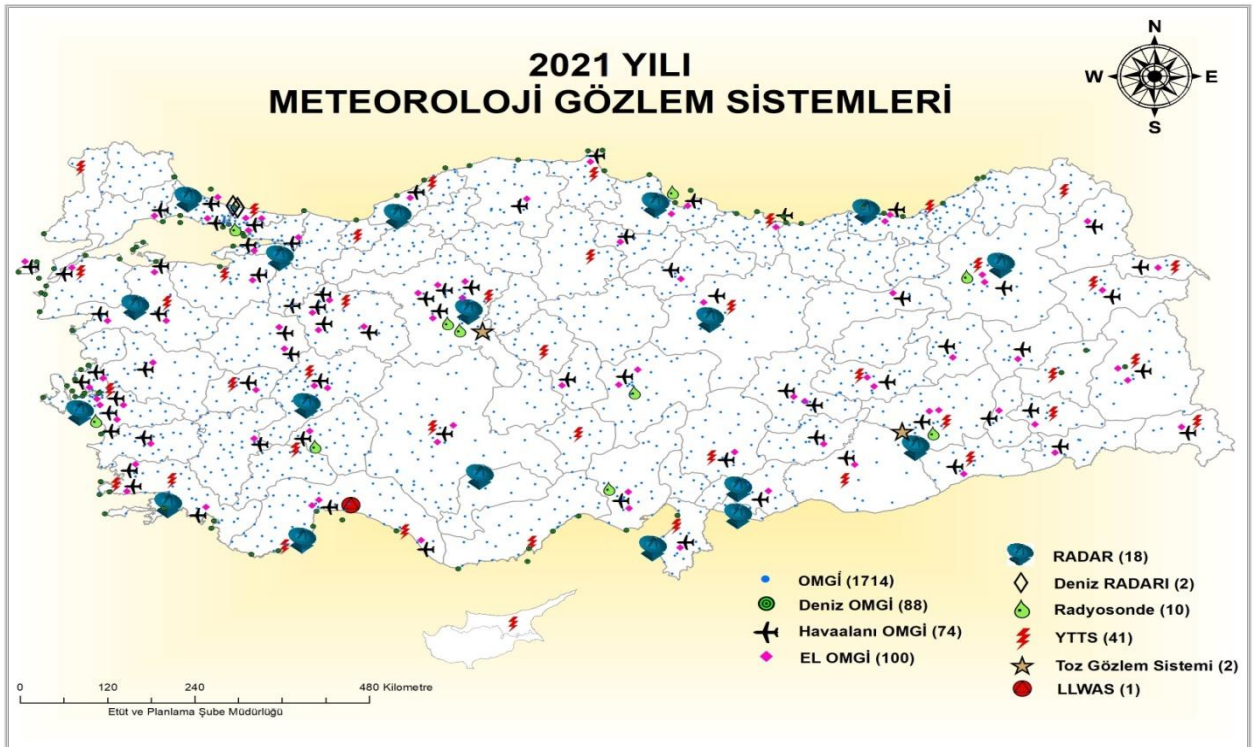 2021 YILI
METEOROLOJİ GÖZLEM SİSTEMLERİ
N
W E
S
OMGİ (1714)
Deniz OMGİ (88)
Havaalanı OMGİ (74)
EL OMGİ (100)
RADAR (18)
Deniz RADARI (2)
Radyosonde (10)
YTTS (41)
Toz Gözlem Sistemi (2)
LLWAS (1)
0 120 240 480 Kilometre
Etüt ve Planlama Şube Müdürlüğü